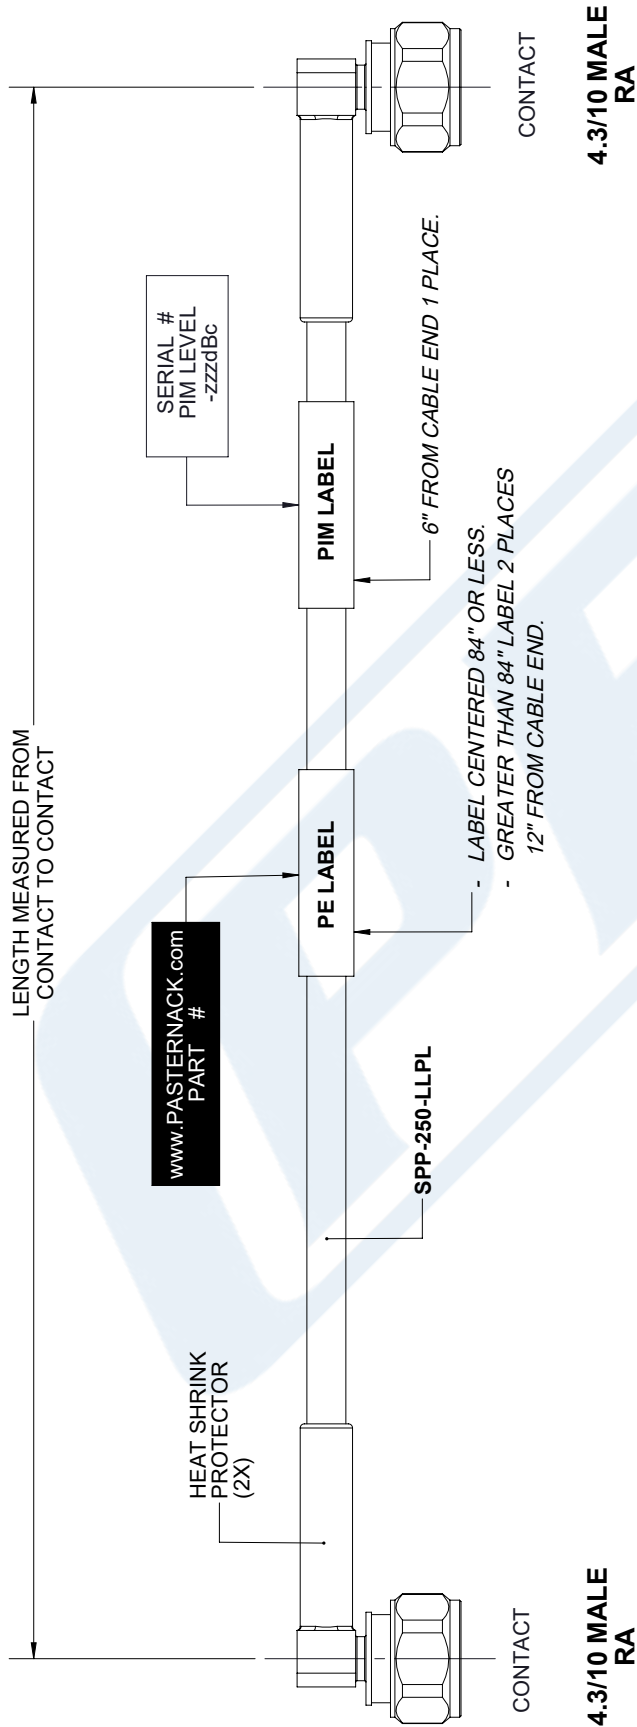 LENGTH MEASURED FROM
CONTACT TO CONTACT
HEAT SHRINK
PROTECTOR
(2X)
www.PASTERNACK.com
PART #
SERIAL #
PIM LEVEL
-zzzdBc
PE LABEL
PIM LABEL
SPP-250-LLPL
- LABEL CENTERED 84" OR LESS.
- GREATER THAN 84" LABEL 2 PLACES
12" FROM CABLE END.
6" FROM CABLE END 1 PLACE.
CONTACT
CONTACT
4.3/10 MALE
RA
4.3/10 MALE
RA